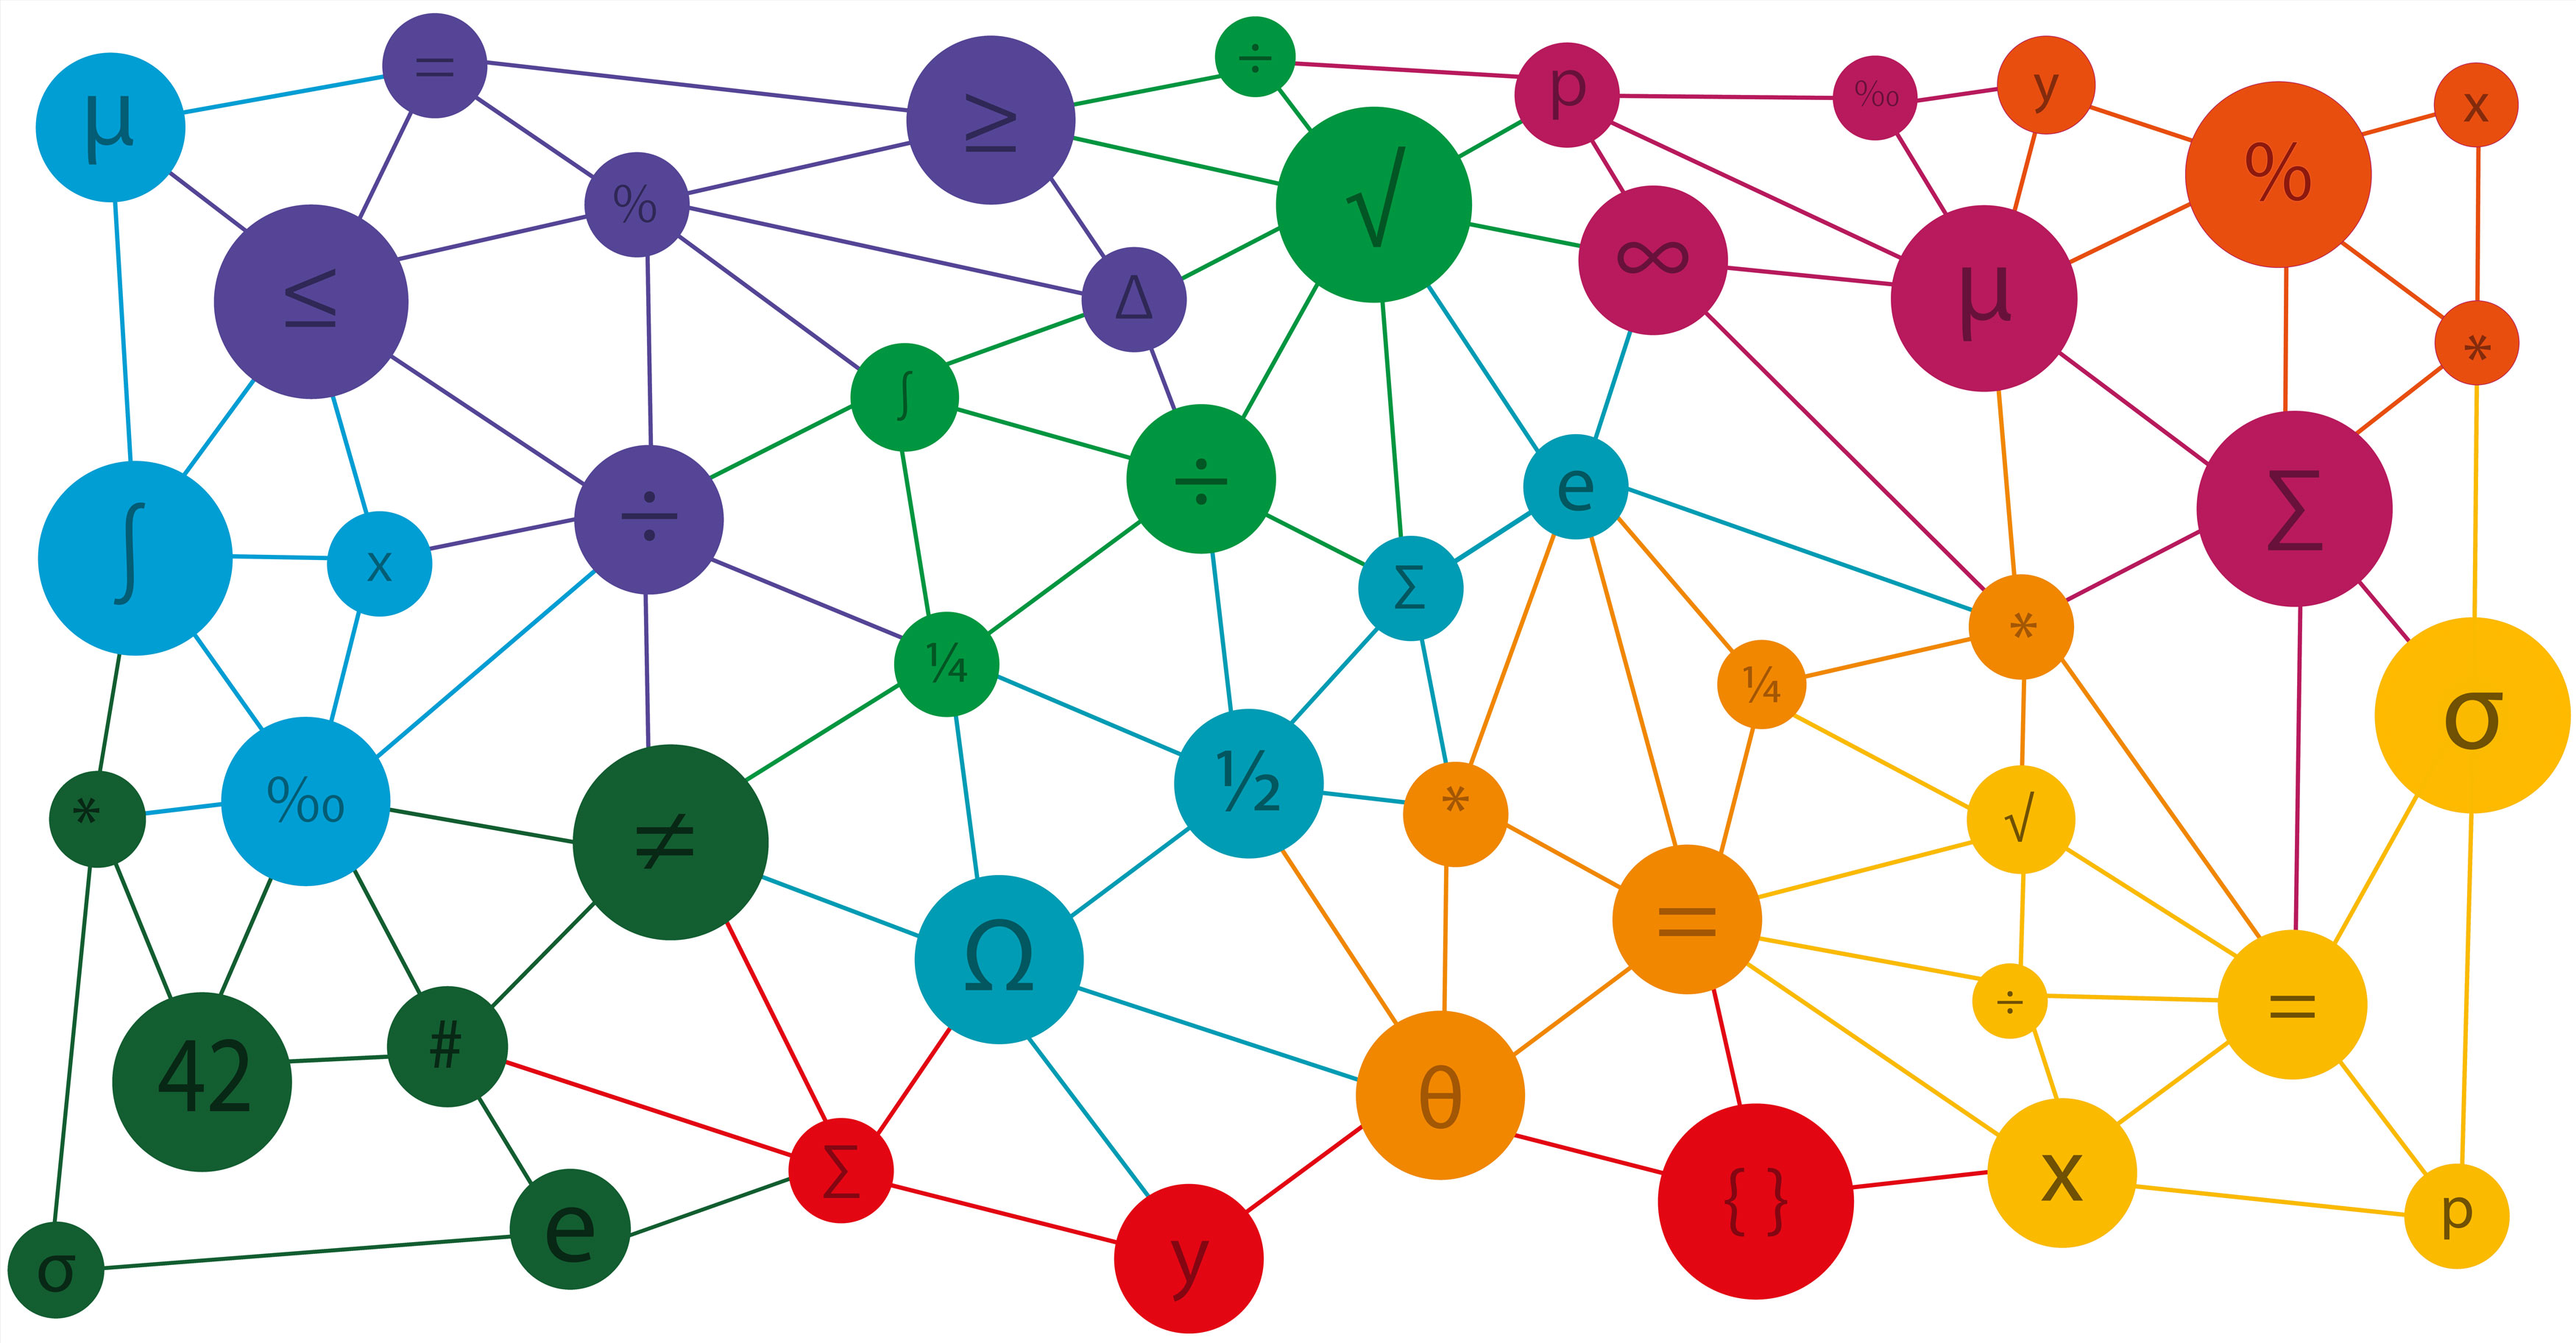 μ
=
≥
÷
p
‰
y
%
x
≤
%
Δ
√
∞
μ
*
∫
∫
x
÷
÷
e
Σ
Σ
¼
¼
*
σ
*
‰
≠
½
*
=
√
42
#
Ω
θ
÷
=
σ
e
Σ
y
{ }
x
p